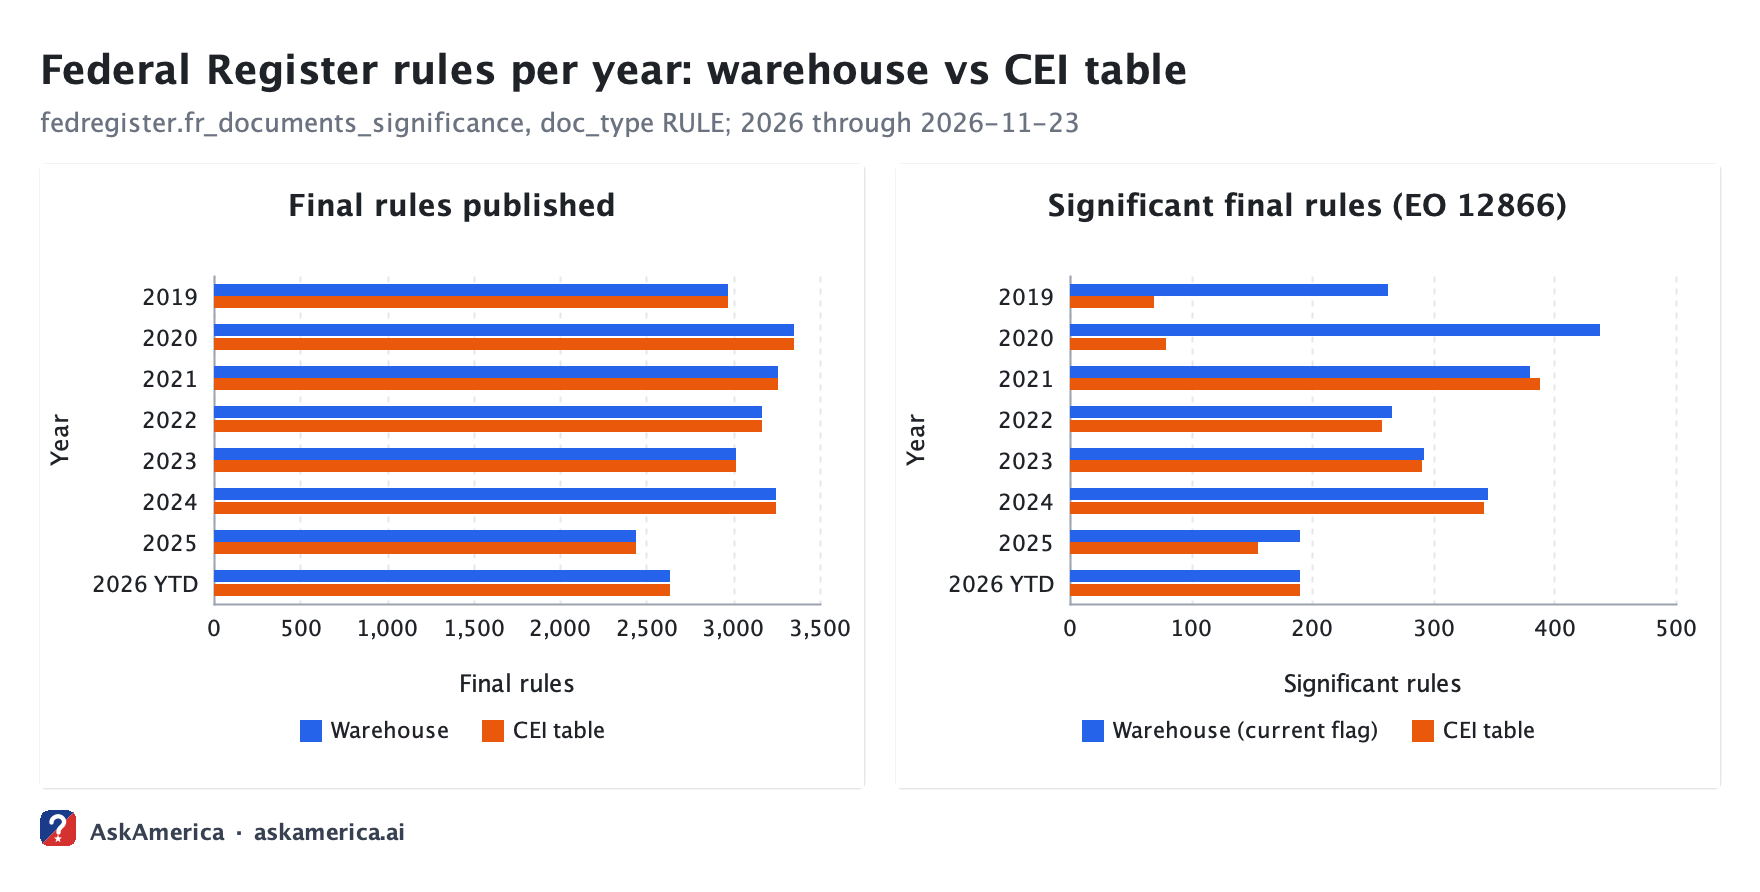 Federal Register rules per year: warehouse vs CEI table
fedregister.fr_documents_significance, doc_type RULE; 2026 through 2026-11-23
Final rules published
Year
2019
2020
2021
2022
2023
2024
2025
2026 YTD
0 500 1,000 1,500 2,000 2,500 3,000 3,500
Final rules
Warehouse CEI table
Significant final rules (EO 12866)
Year
2019
2020
2021
2022
2023
2024
2025
2026 YTD
0 100 200 300 400 500
Significant rules
Warehouse (current flag) CEI table
? AskAmerica · askamerica.ai